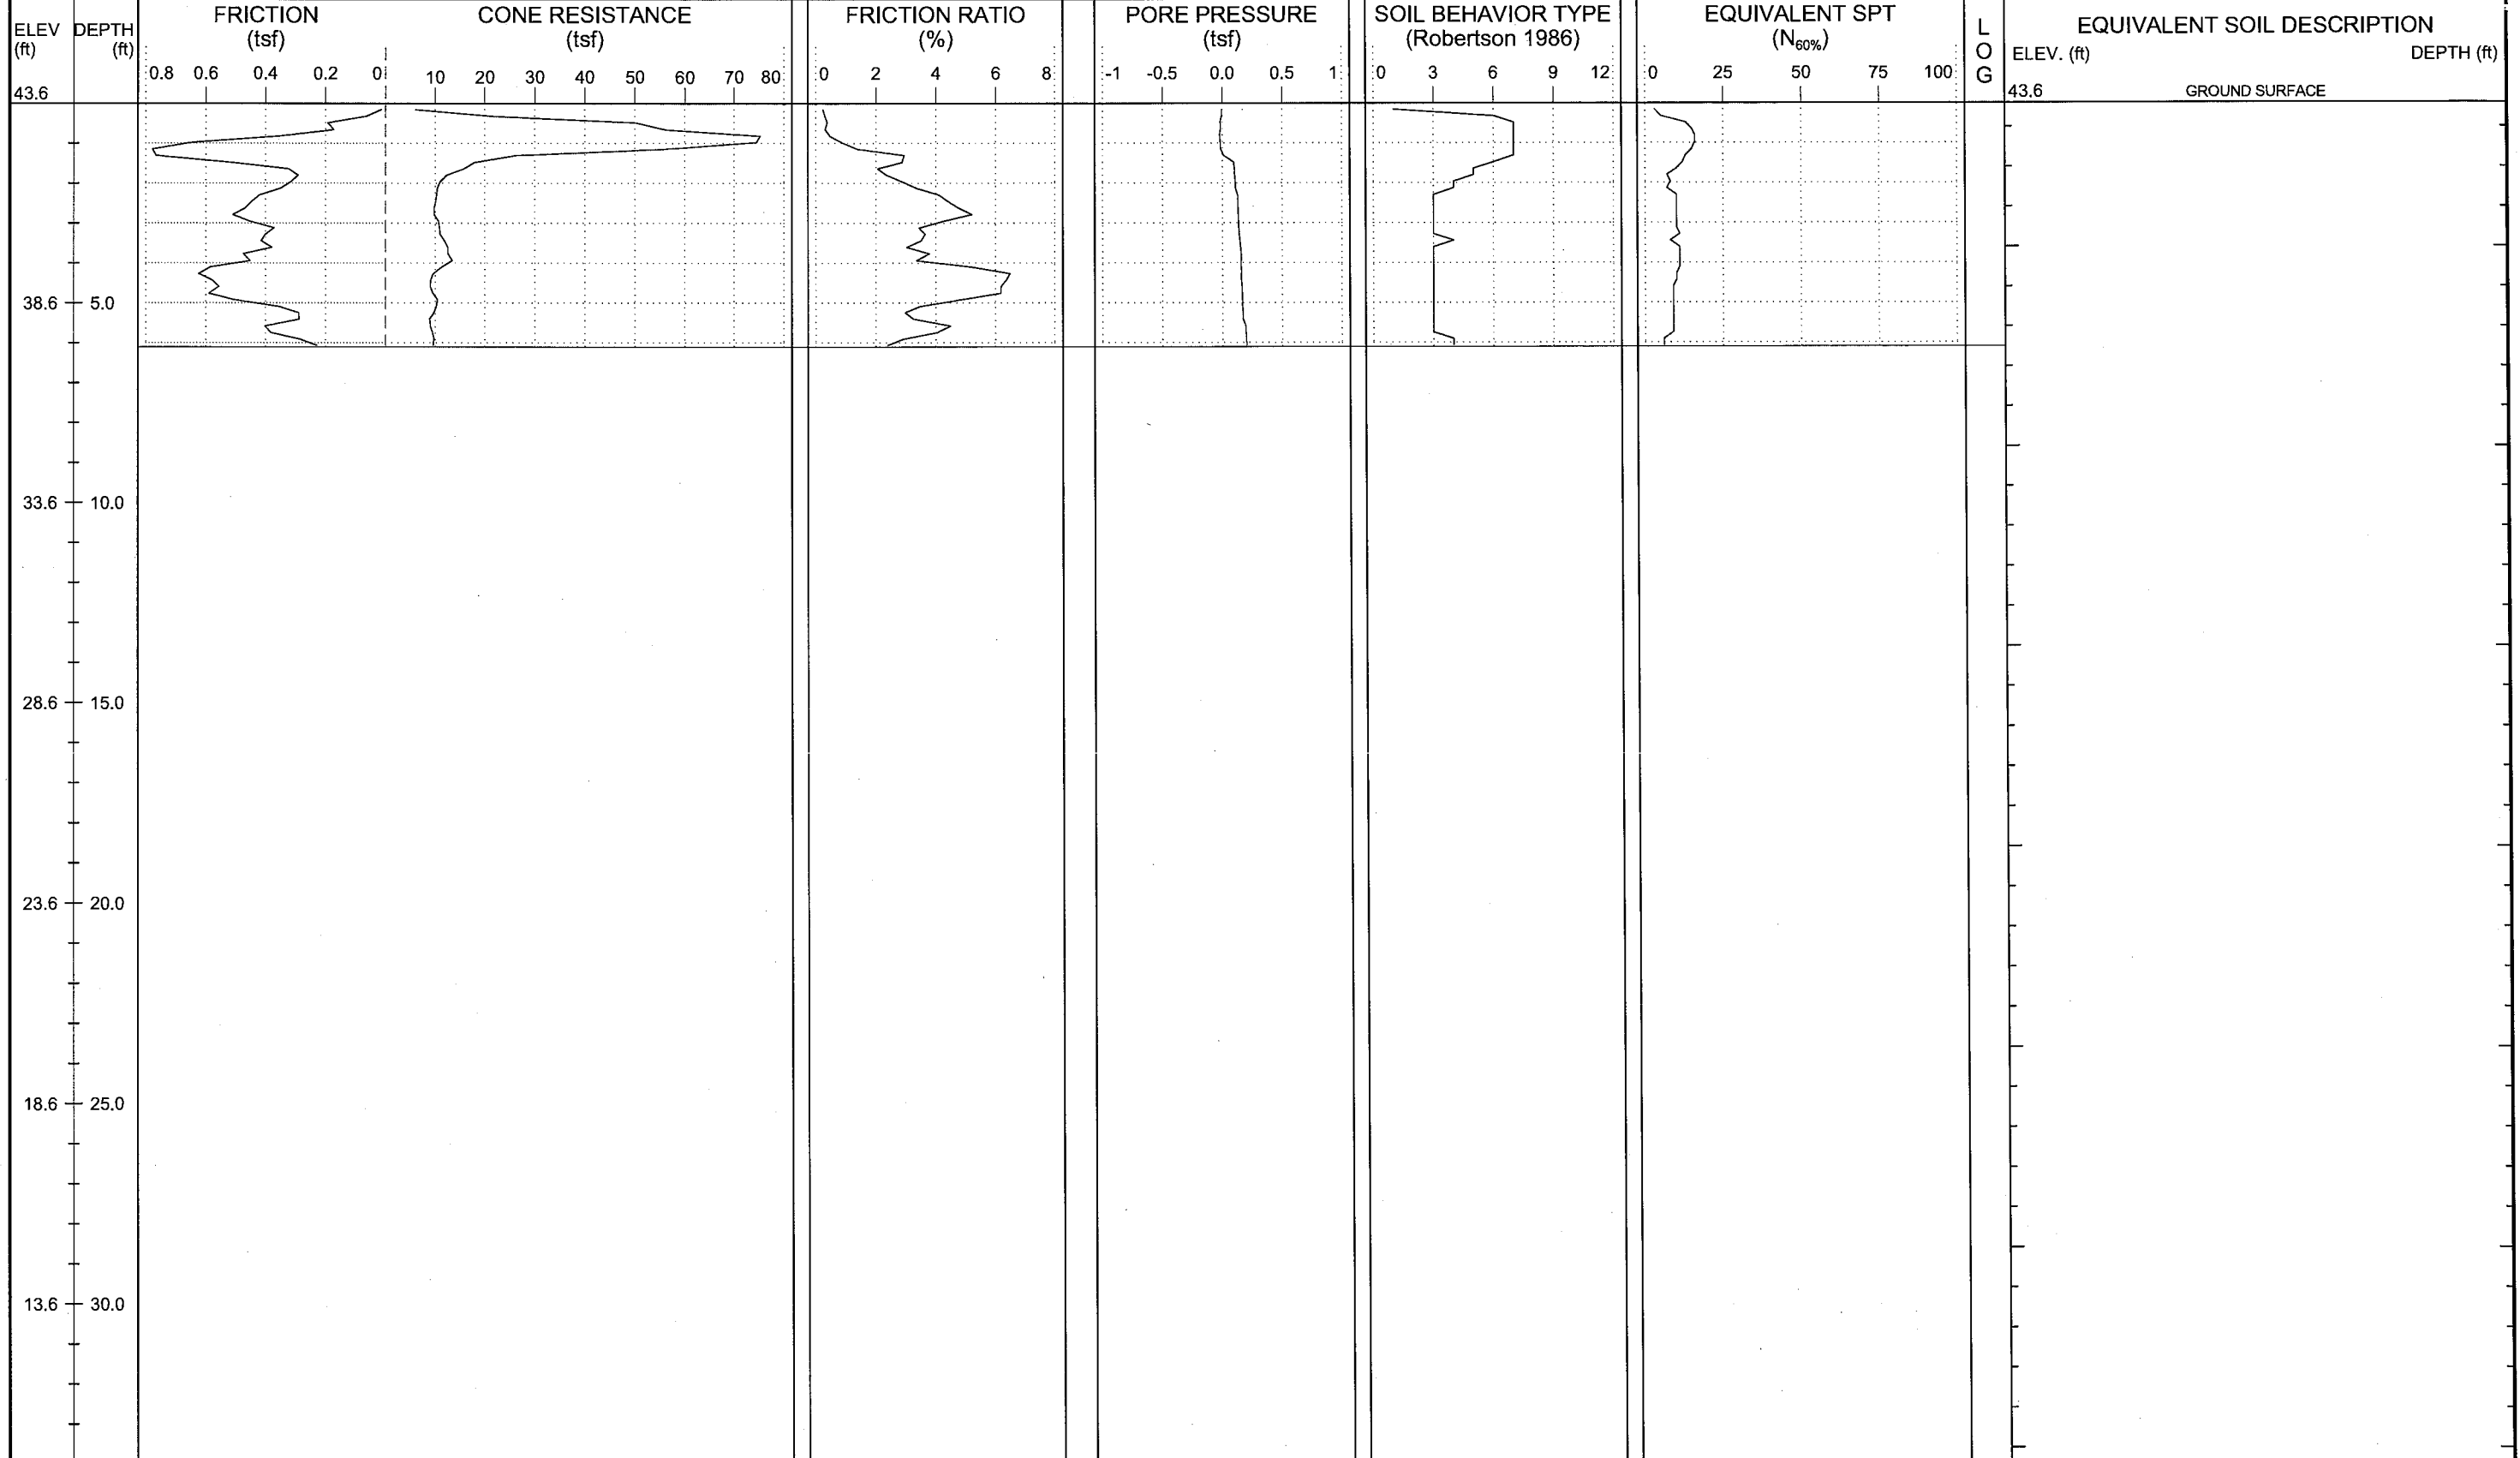 ELEV (ft)
DEPTH (ft)
FRICTION
(tsf)
0.8 0.6 0.4 0.2 0
CONE RESISTANCE
(tsf)
10 20 30 40 50 60 70 80
FRICTION RATIO
(%)
0 2 4 6 8
PORE PRESSURE
(tsf)
-1 -0.5 0.0 0.5 1
SOIL BEHAVIOR TYPE
(Robertson 1986)
0 3 6 9 12
EQUIVALENT SPT
(N60%)
0 25 50 75 100
L
O
G
EQUIVALENT SOIL DESCRIPTION
ELEV. (ft) DEPTH (ft)
43.6
43.6 GROUND SURFACE
38.6 5.0
33.6 10.0
28.6 15.0
23.6 20.0
18.6 25.0
13.6 30.0